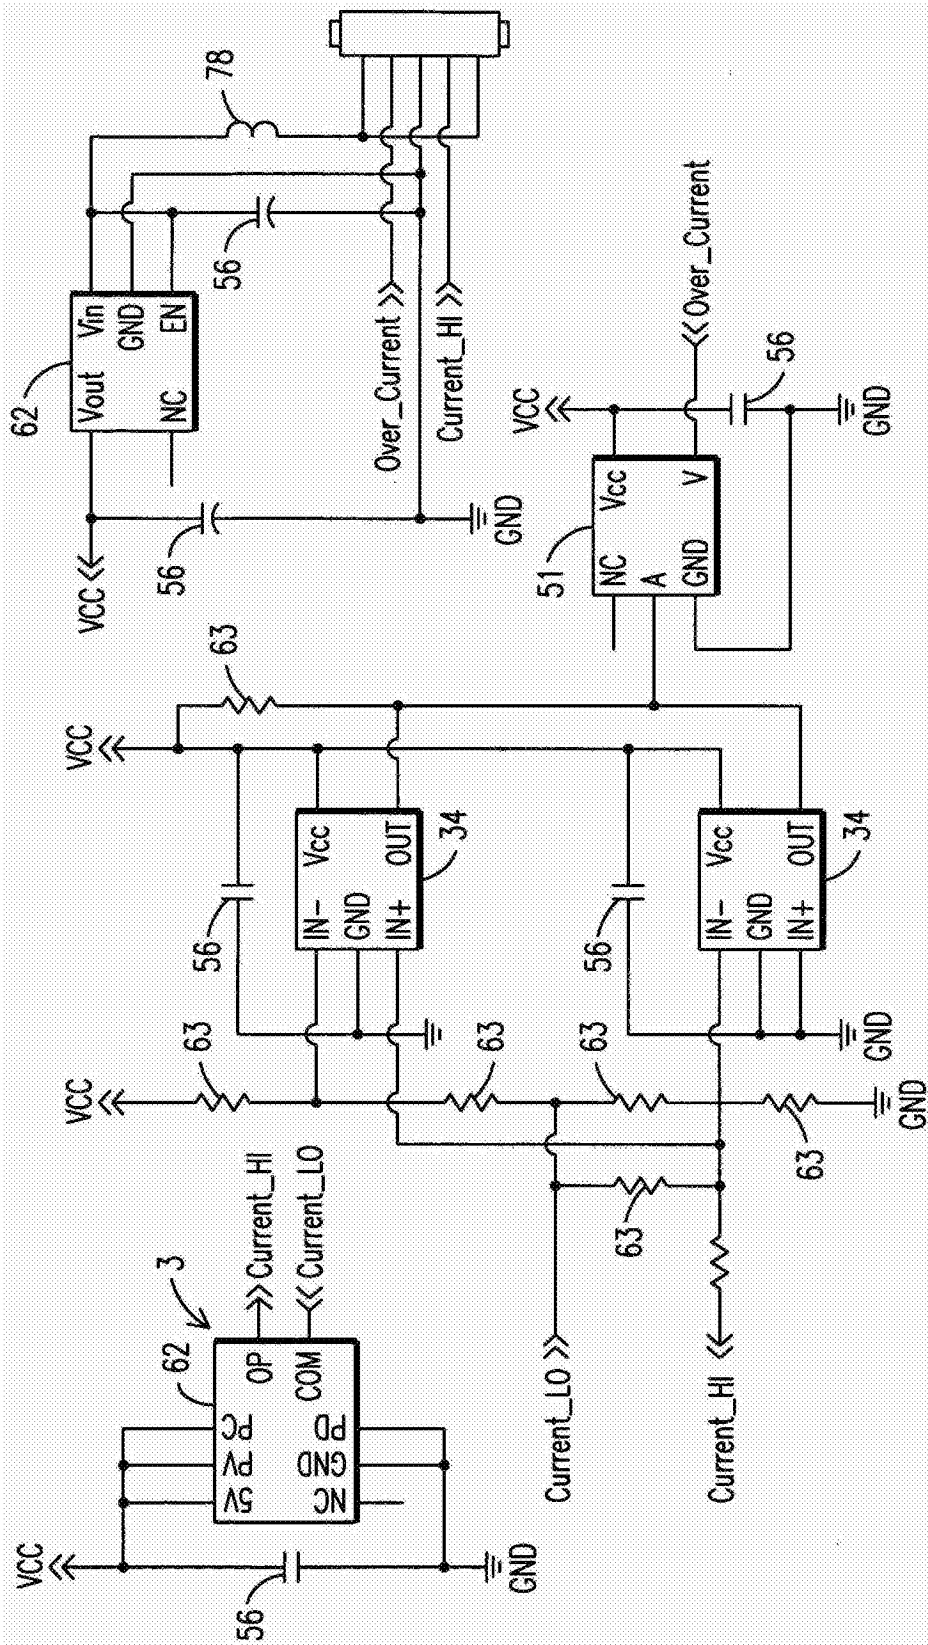 VCC
56
GND
62
3
5V
PV
PC
NC
GND
PD
OP
COM
Current_HI
Current_LO
Current_LO
Current_HI
VCC
63
63
63
63
63
GND
56
IN-
GND
IN+
Vcc
OUT
34
56
IN-
GND
IN+
Vcc
OUT
34
GND
VCC
63
51
NC
A
GND
Vcc
V
VCC
56
GND
Over_Current
VCC
56
GND
62
Vout
NC
Vin
GND
EN
56
78
Over_Current
Current_HI